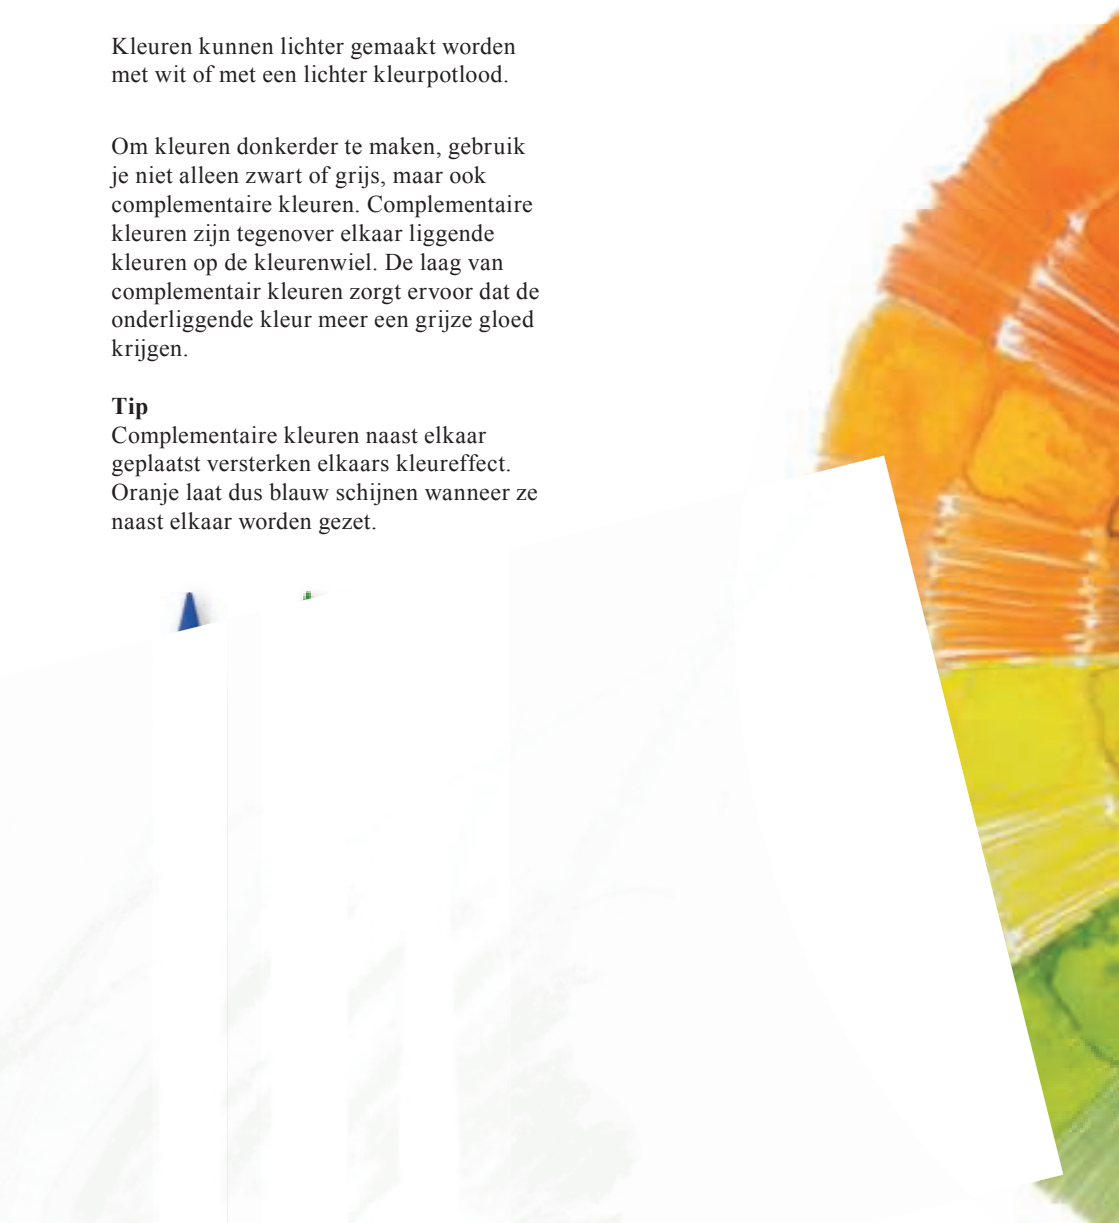 Kleuren kunnen lichter gemaakt worden
met wit of met een lichter kleurpotlood.
Om kleuren donkerder te maken, gebruik
je niet alleen zwart of grijs, maar ook
complementaire kleuren. Complementaire
kleuren zijn tegenover elkaar liggende
kleuren op de kleurenwiel. De laag van
complementair kleuren zorgt ervoor dat de
onderliggende kleur meer een grijze gloed
krijgen.
Tip
Complementaire kleuren naast elkaar
geplaatst versterken elkaars kleureffect.
Oranje laat dus blauw schijnen wanneer ze
naast elkaar worden gezet.